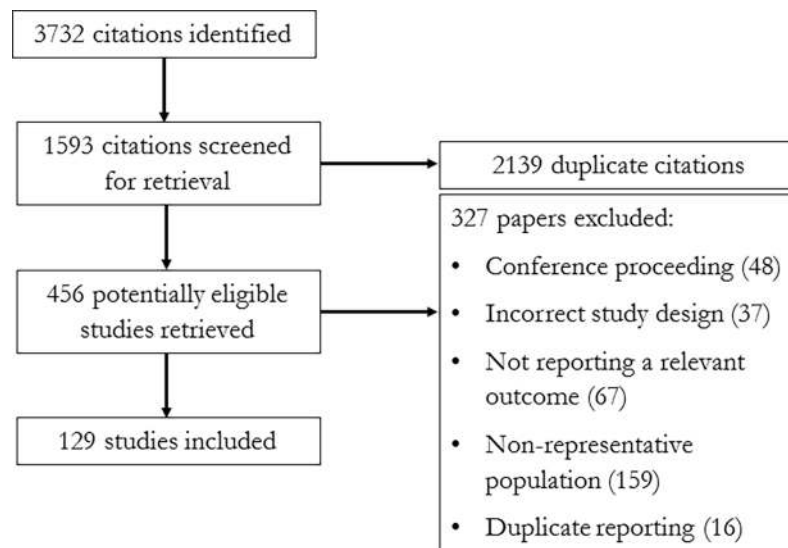 3732 citations identified
1593 citations screened
for retrieval
2139 duplicate citations
456 potentially eligible
studies retrieved
327 papers excluded:
• Conference proceeding (48)
• Incorrect study design (37)
• Not reporting a relevant
outcome (67)
• Non-representative
population (159)
• Duplicate reporting (16)
129 studies included